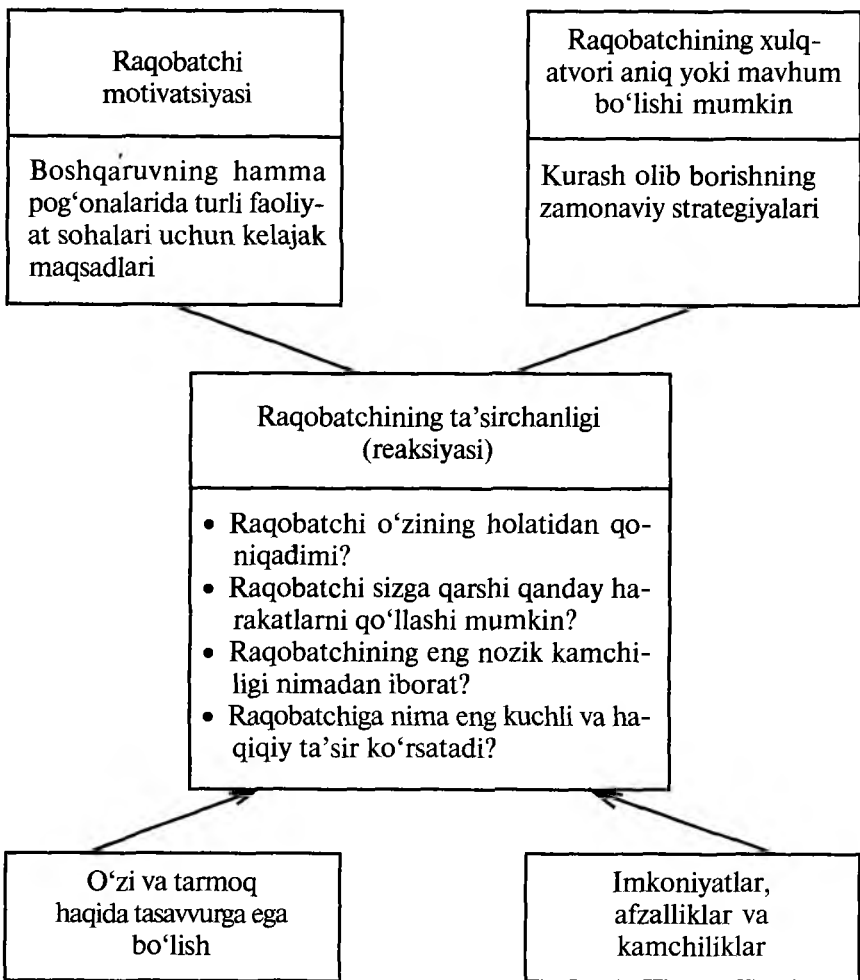 Raqobatchi
motivatsiyasi
Boshqaruvning hamma
pog‘onalarida turli faoliy-
at sohalari uchun kelajak
maqsadlari
Raqobatchining xulq-
atvori aniq yoki mavhum
bo‘lishi mumkin
Kurash olib borishning
zamonaviy strategiyalari
Raqobatchining ta’sirchanligi
(reaksiyasi)
• Raqobatchi o‘zining holatidan qo-
niqadimi?
• Raqobatchi sizga qarshi qanday ha-
rakatlarni qo‘llashi mumkin?
• Raqobatchining eng nozik kamchi-
ligi nimadan iborat?
• Raqobatchiga nima eng kuchli va ha-
qiqiy ta’sir ko‘rsatadi?
O‘zi va tarmoq
haqida tasavvurga ega
bo‘lish
Imkoniyatlar,
afzalliklar va
kamchiliklar